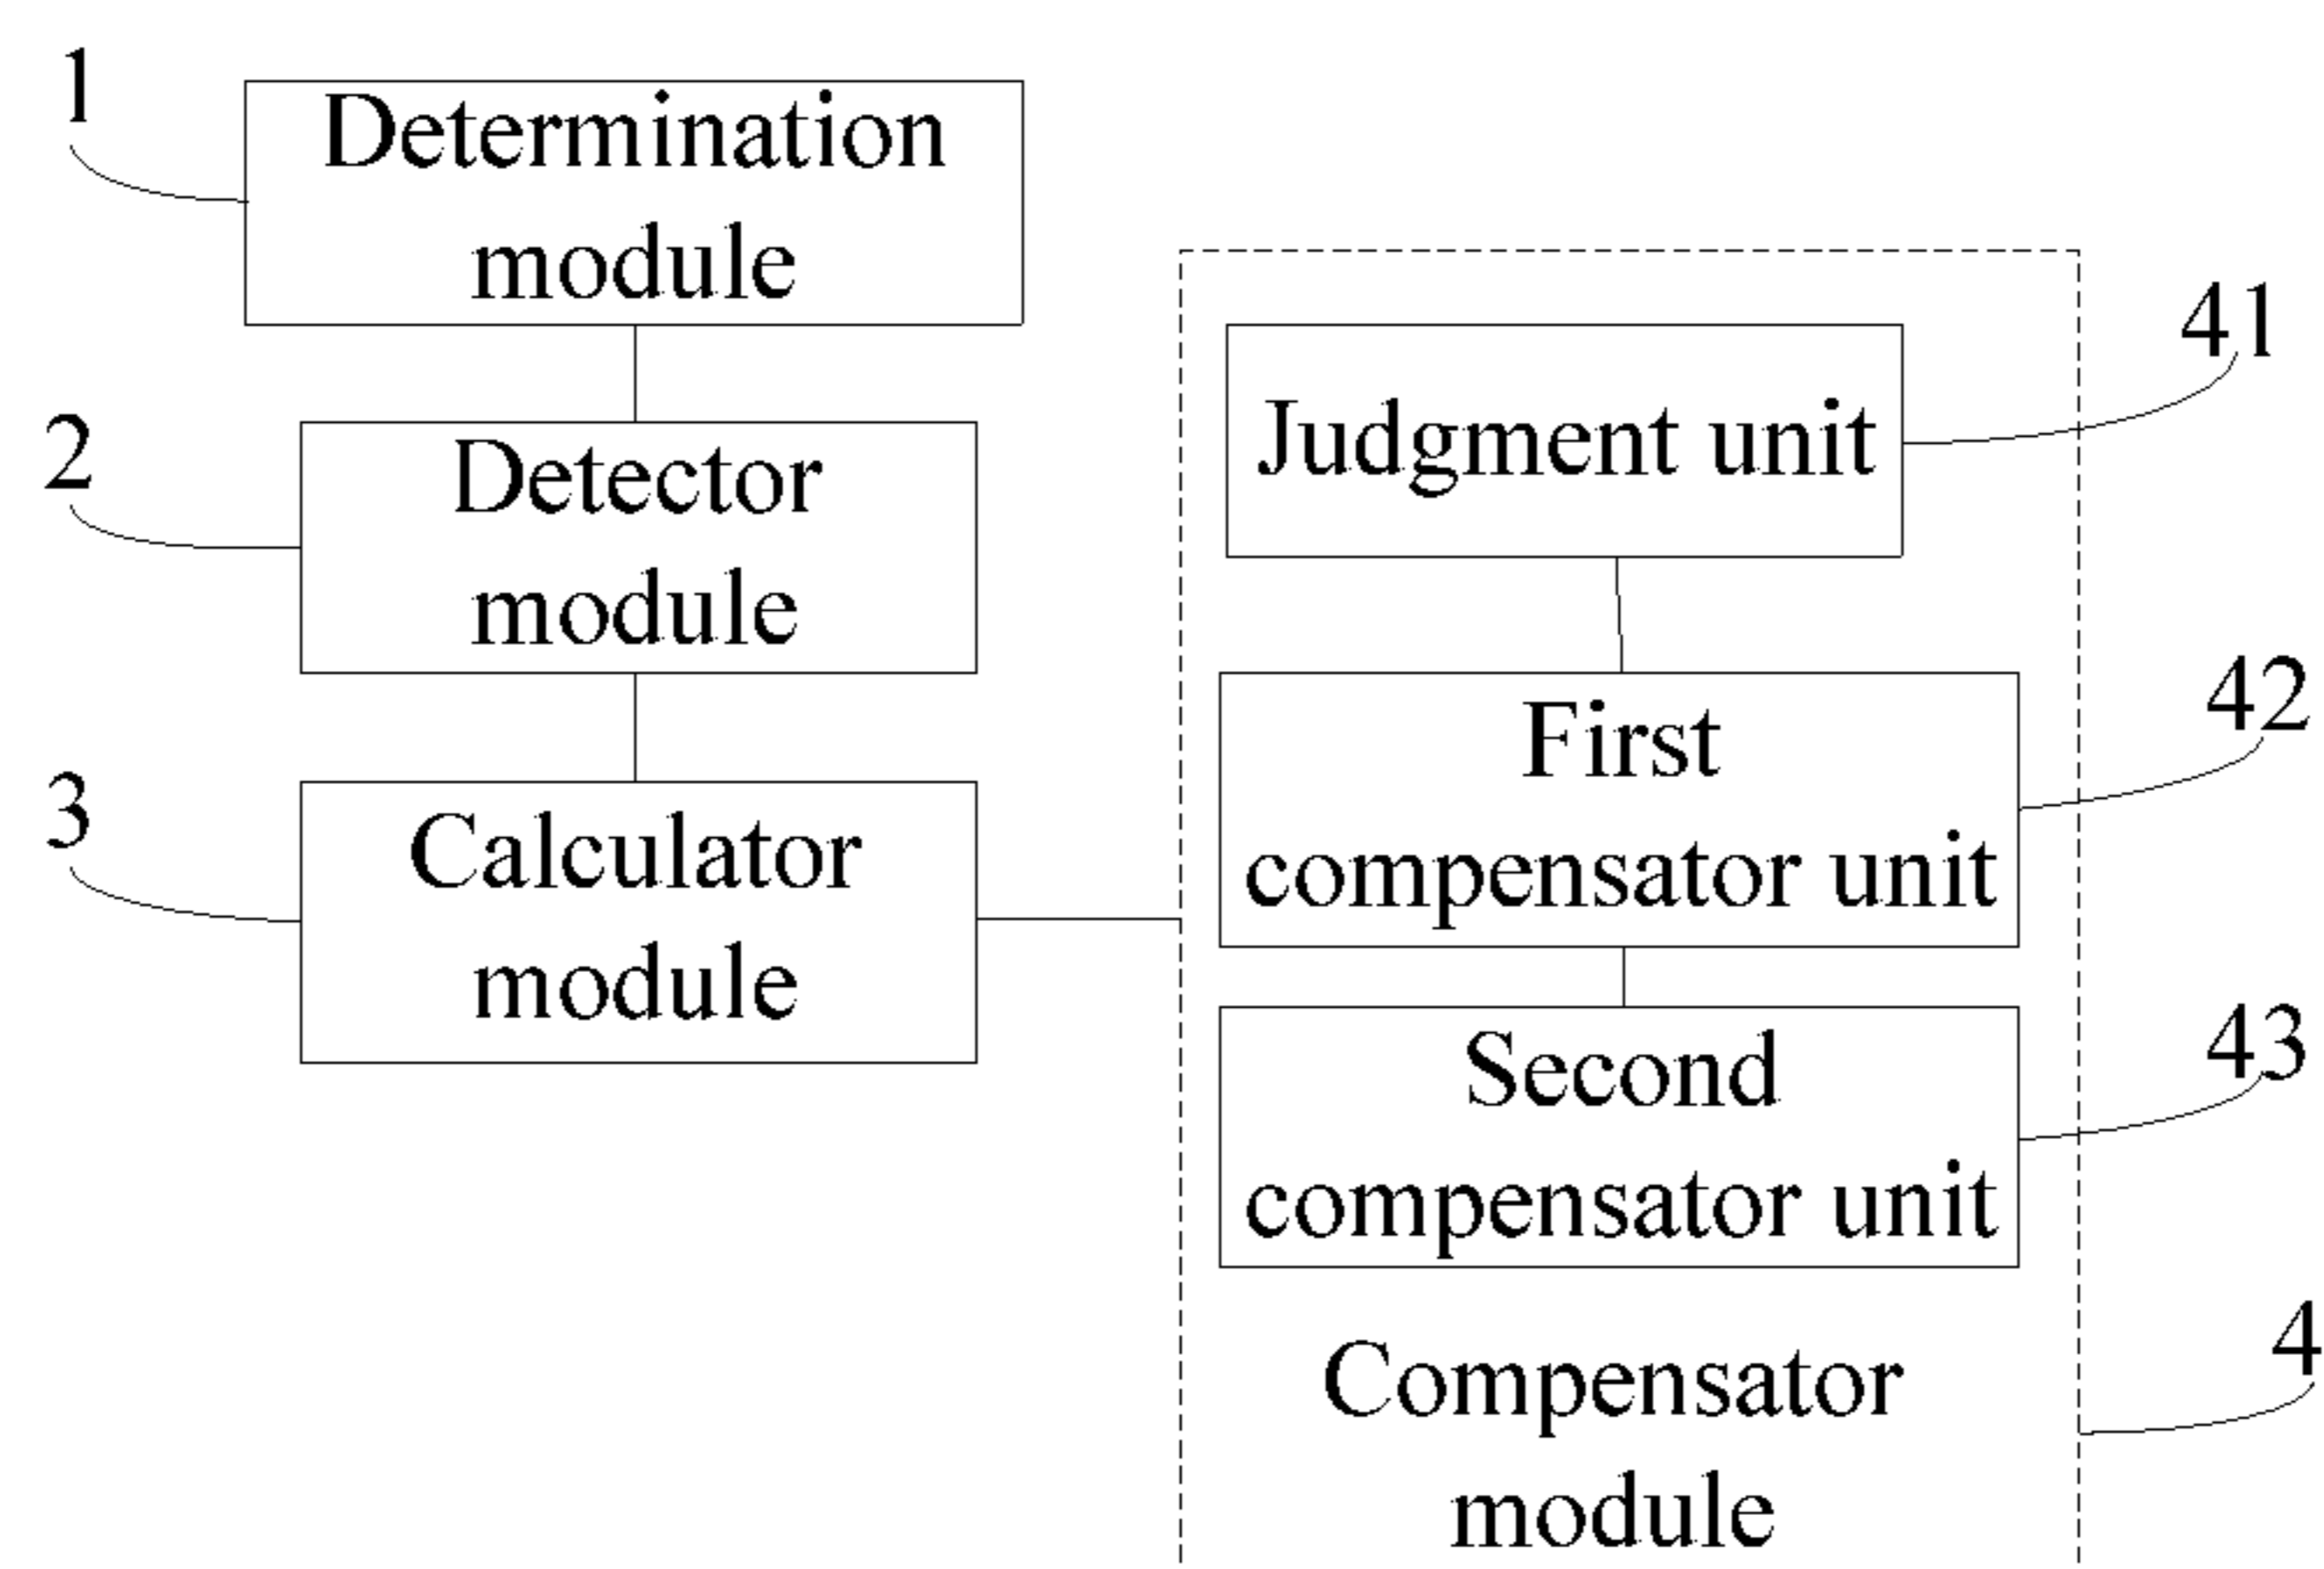 1
Determination
module
2
Detector
module
3
Calculator
module
41
Judgment unit
42
First
compensator unit
43
Second
compensator unit
4
Compensator
module